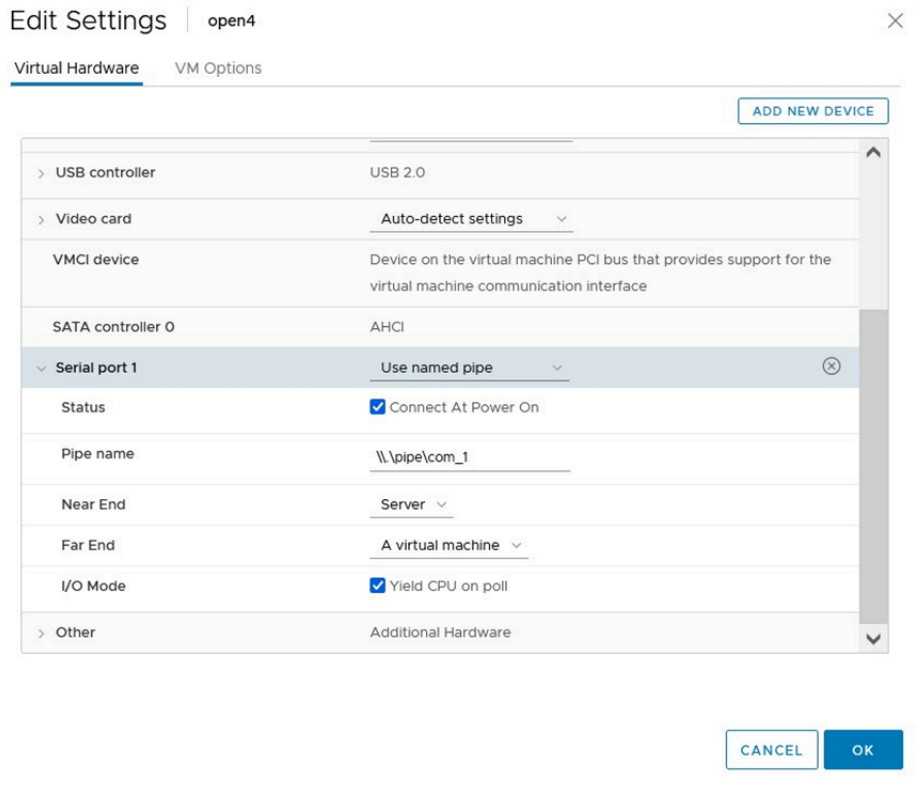 Edit Settings open4
Virtual Hardware VM Options
ADD NEW DEVICE
USB controller USB 2.0
Video card Auto-detect settings
VMCI device Device on the virtual machine PCI bus that provides support for the
virtual machine communication interface
SATA controller 0 AHCI
Serial port 1 Use named pipe
Status Connect At Power On
Pipe name \\.\pipe\com_1
Near End Server
Far End A virtual machine
I/O Mode Yield CPU on poll
Other Additional Hardware
CANCEL OK